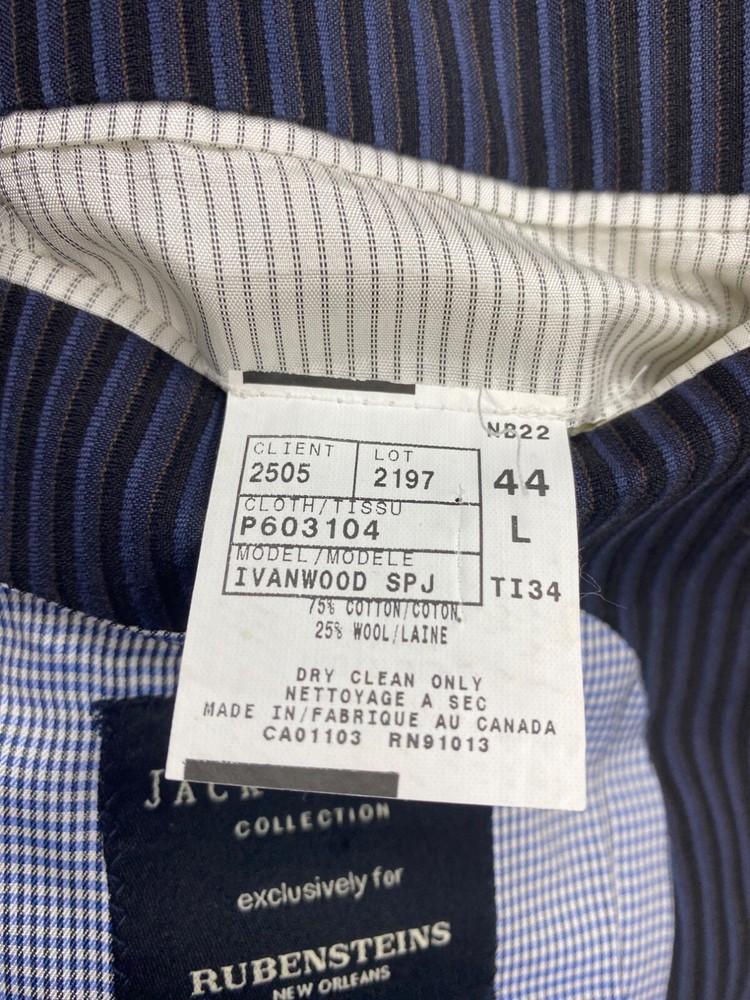 NB22
CLIENT LOT
2505 2197 44
CLOTH/TISSU
P603104 L
MODEL/MODELE
IVANWOOD SPJ TI34
75% COTTON/COTON
25% WOOL/LAINE
DRY CLEAN ONLY
NETTOYAGE A SEC
MADE IN/FABRIQUE AU CANADA
CA01103 RN91013
JACK
COLLECTION
exclusively for
RUBENSTEINS
NEW ORLEANS